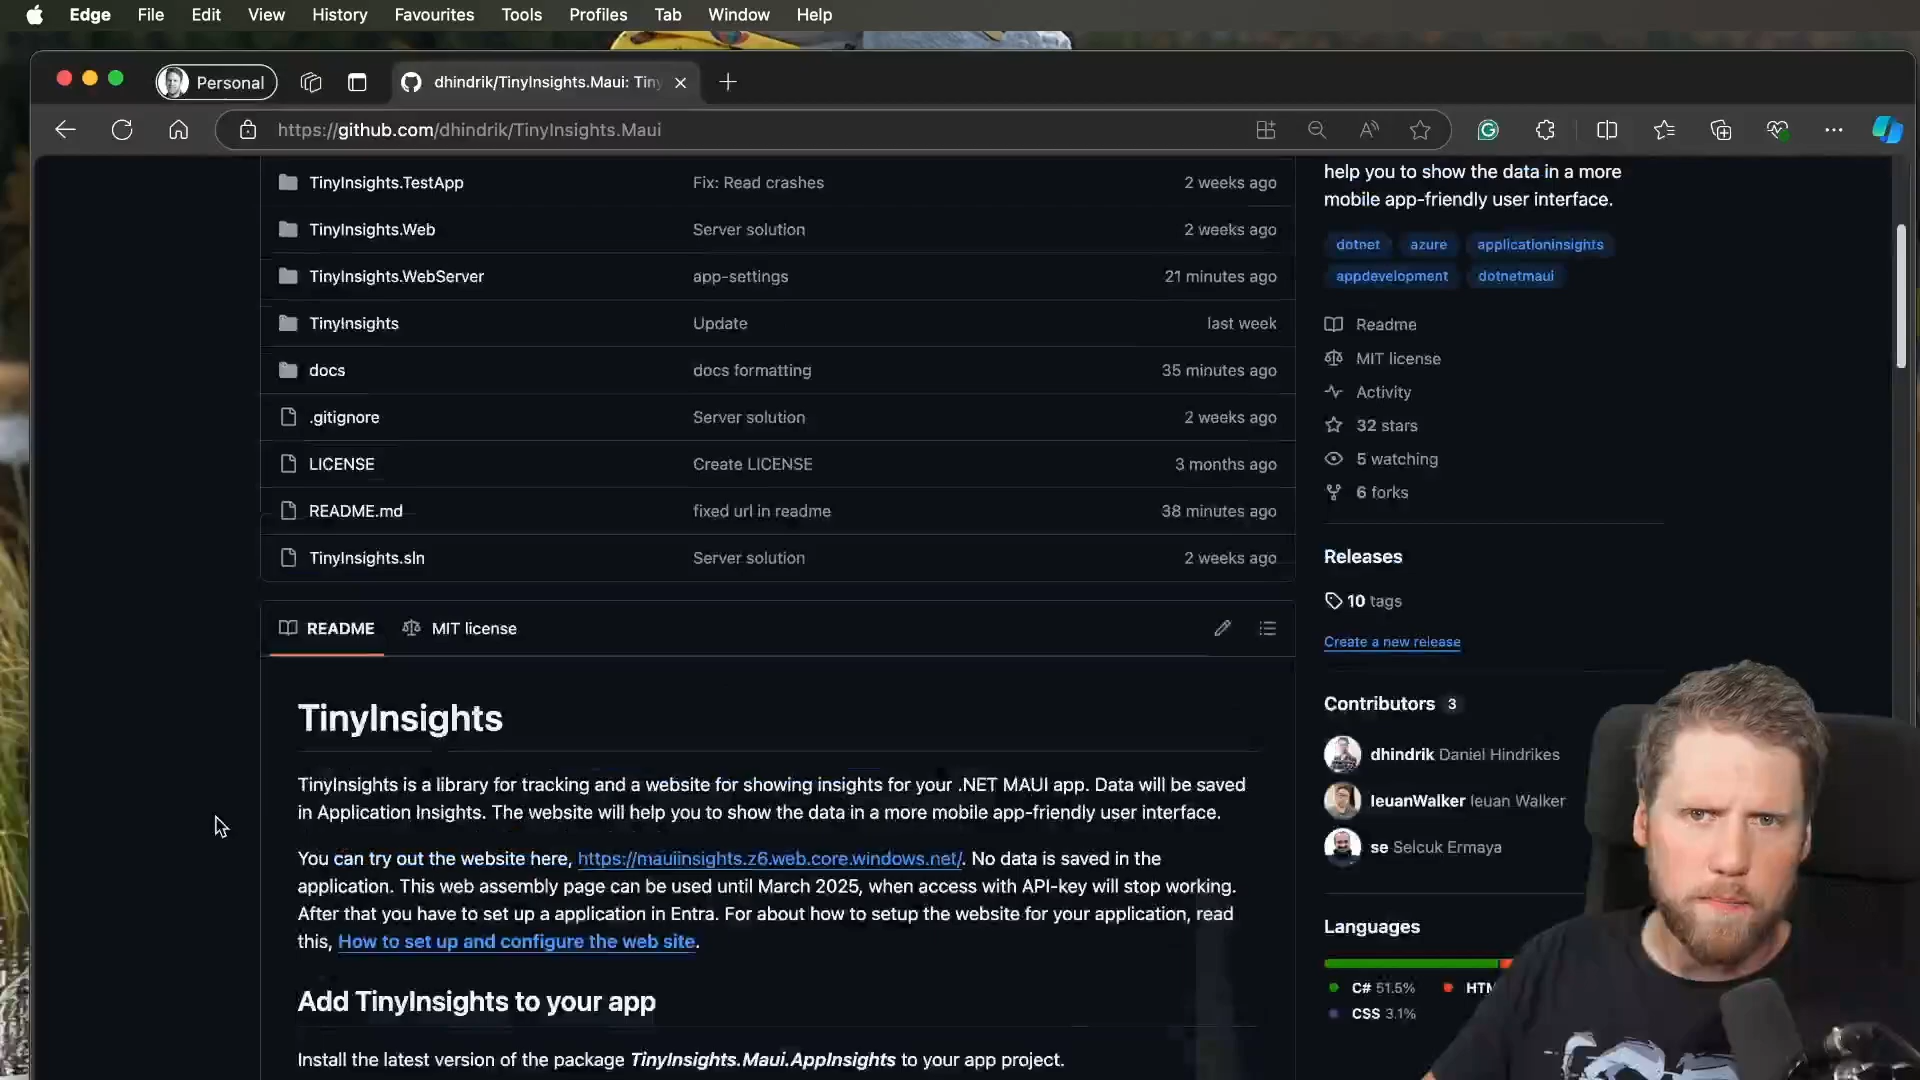 Edge File Edit View History Favourites Tools Profiles Tab Window Help
Personal
dhindrik/TinyInsights.Maui: Tiny
https://github.com/dhindrik/TinyInsights.Maui
TinyInsights.TestApp Fix: Read crashes 2 weeks ago
TinyInsights.Web Server solution 2 weeks ago
TinyInsights.WebServer app-settings 21 minutes ago
TinyInsights Update last week
docs docs formatting 35 minutes ago
.gitignore Server solution 2 weeks ago
LICENSE Create LICENSE 3 months ago
README.md fixed url in readme 38 minutes ago
TinyInsights.sln Server solution 2 weeks ago
README MIT license
TinyInsights
TinyInsights is a library for tracking and a website for showing insights for your .NET MAUI app. Data will be saved
in Application Insights. The website will help you to show the data in a more mobile app-friendly user interface.
You can try out the website here, https://mauiinsights.z6.web.core.windows.net/. No data is saved in the
application. This web assembly page can be used until March 2025, when access with API-key will stop working.
After that you have to set up a application in Entra. For about how to setup the website for your application, read
this, How to set up and configure the web site.
Add TinyInsights to your app
Install the latest version of the package TinyInsights.Maui.AppInsights to your app project.
help you to show the data in a more
mobile app-friendly user interface.
dotnet azure applicationinsights
appdevelopment dotnetmaui
Readme
MIT license
Activity
32 stars
5 watching
6 forks
Releases
10 tags
Create a new release
Contributors 3
dhindrik Daniel Hindrikes
IeuanWalker Ieuan Walker
se Selcuk Ermaya
Languages
C# 51.5% HTM
CSS 3.1%